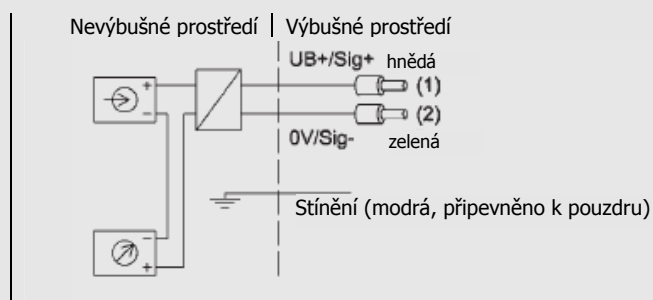 Nevýbušné prostředí
Výbušné prostředí
UB+/Sig+ hnědá
(1)
(2)
0V/Sig- zelená
Stínění (modrá, připevněno k pouzdru)
+
-
-
+